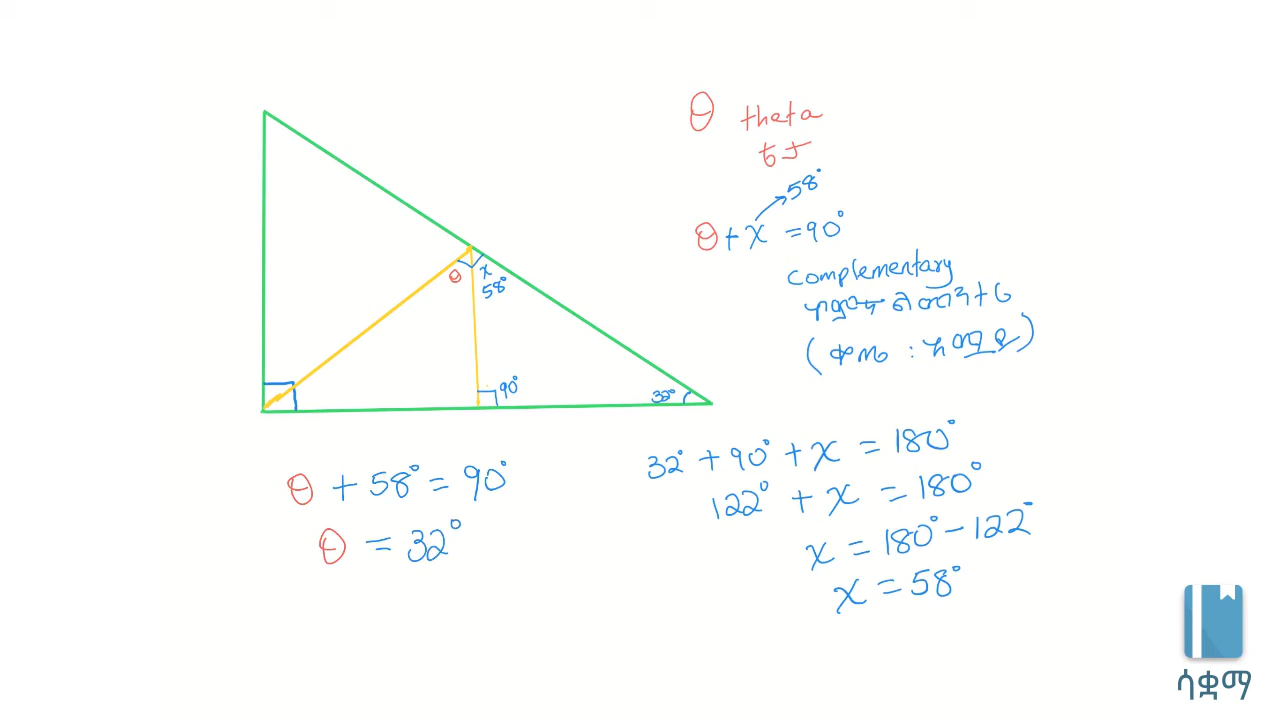 θ theta
ቴታ
58°
θ + x = 90°
complementary
θ
x
58°
90°
32°
32° + 90° + x = 180°
122° + x = 180°
x = 180° - 122°
x = 58°
θ + 58° = 90°
θ = 32°
ሳቋማ